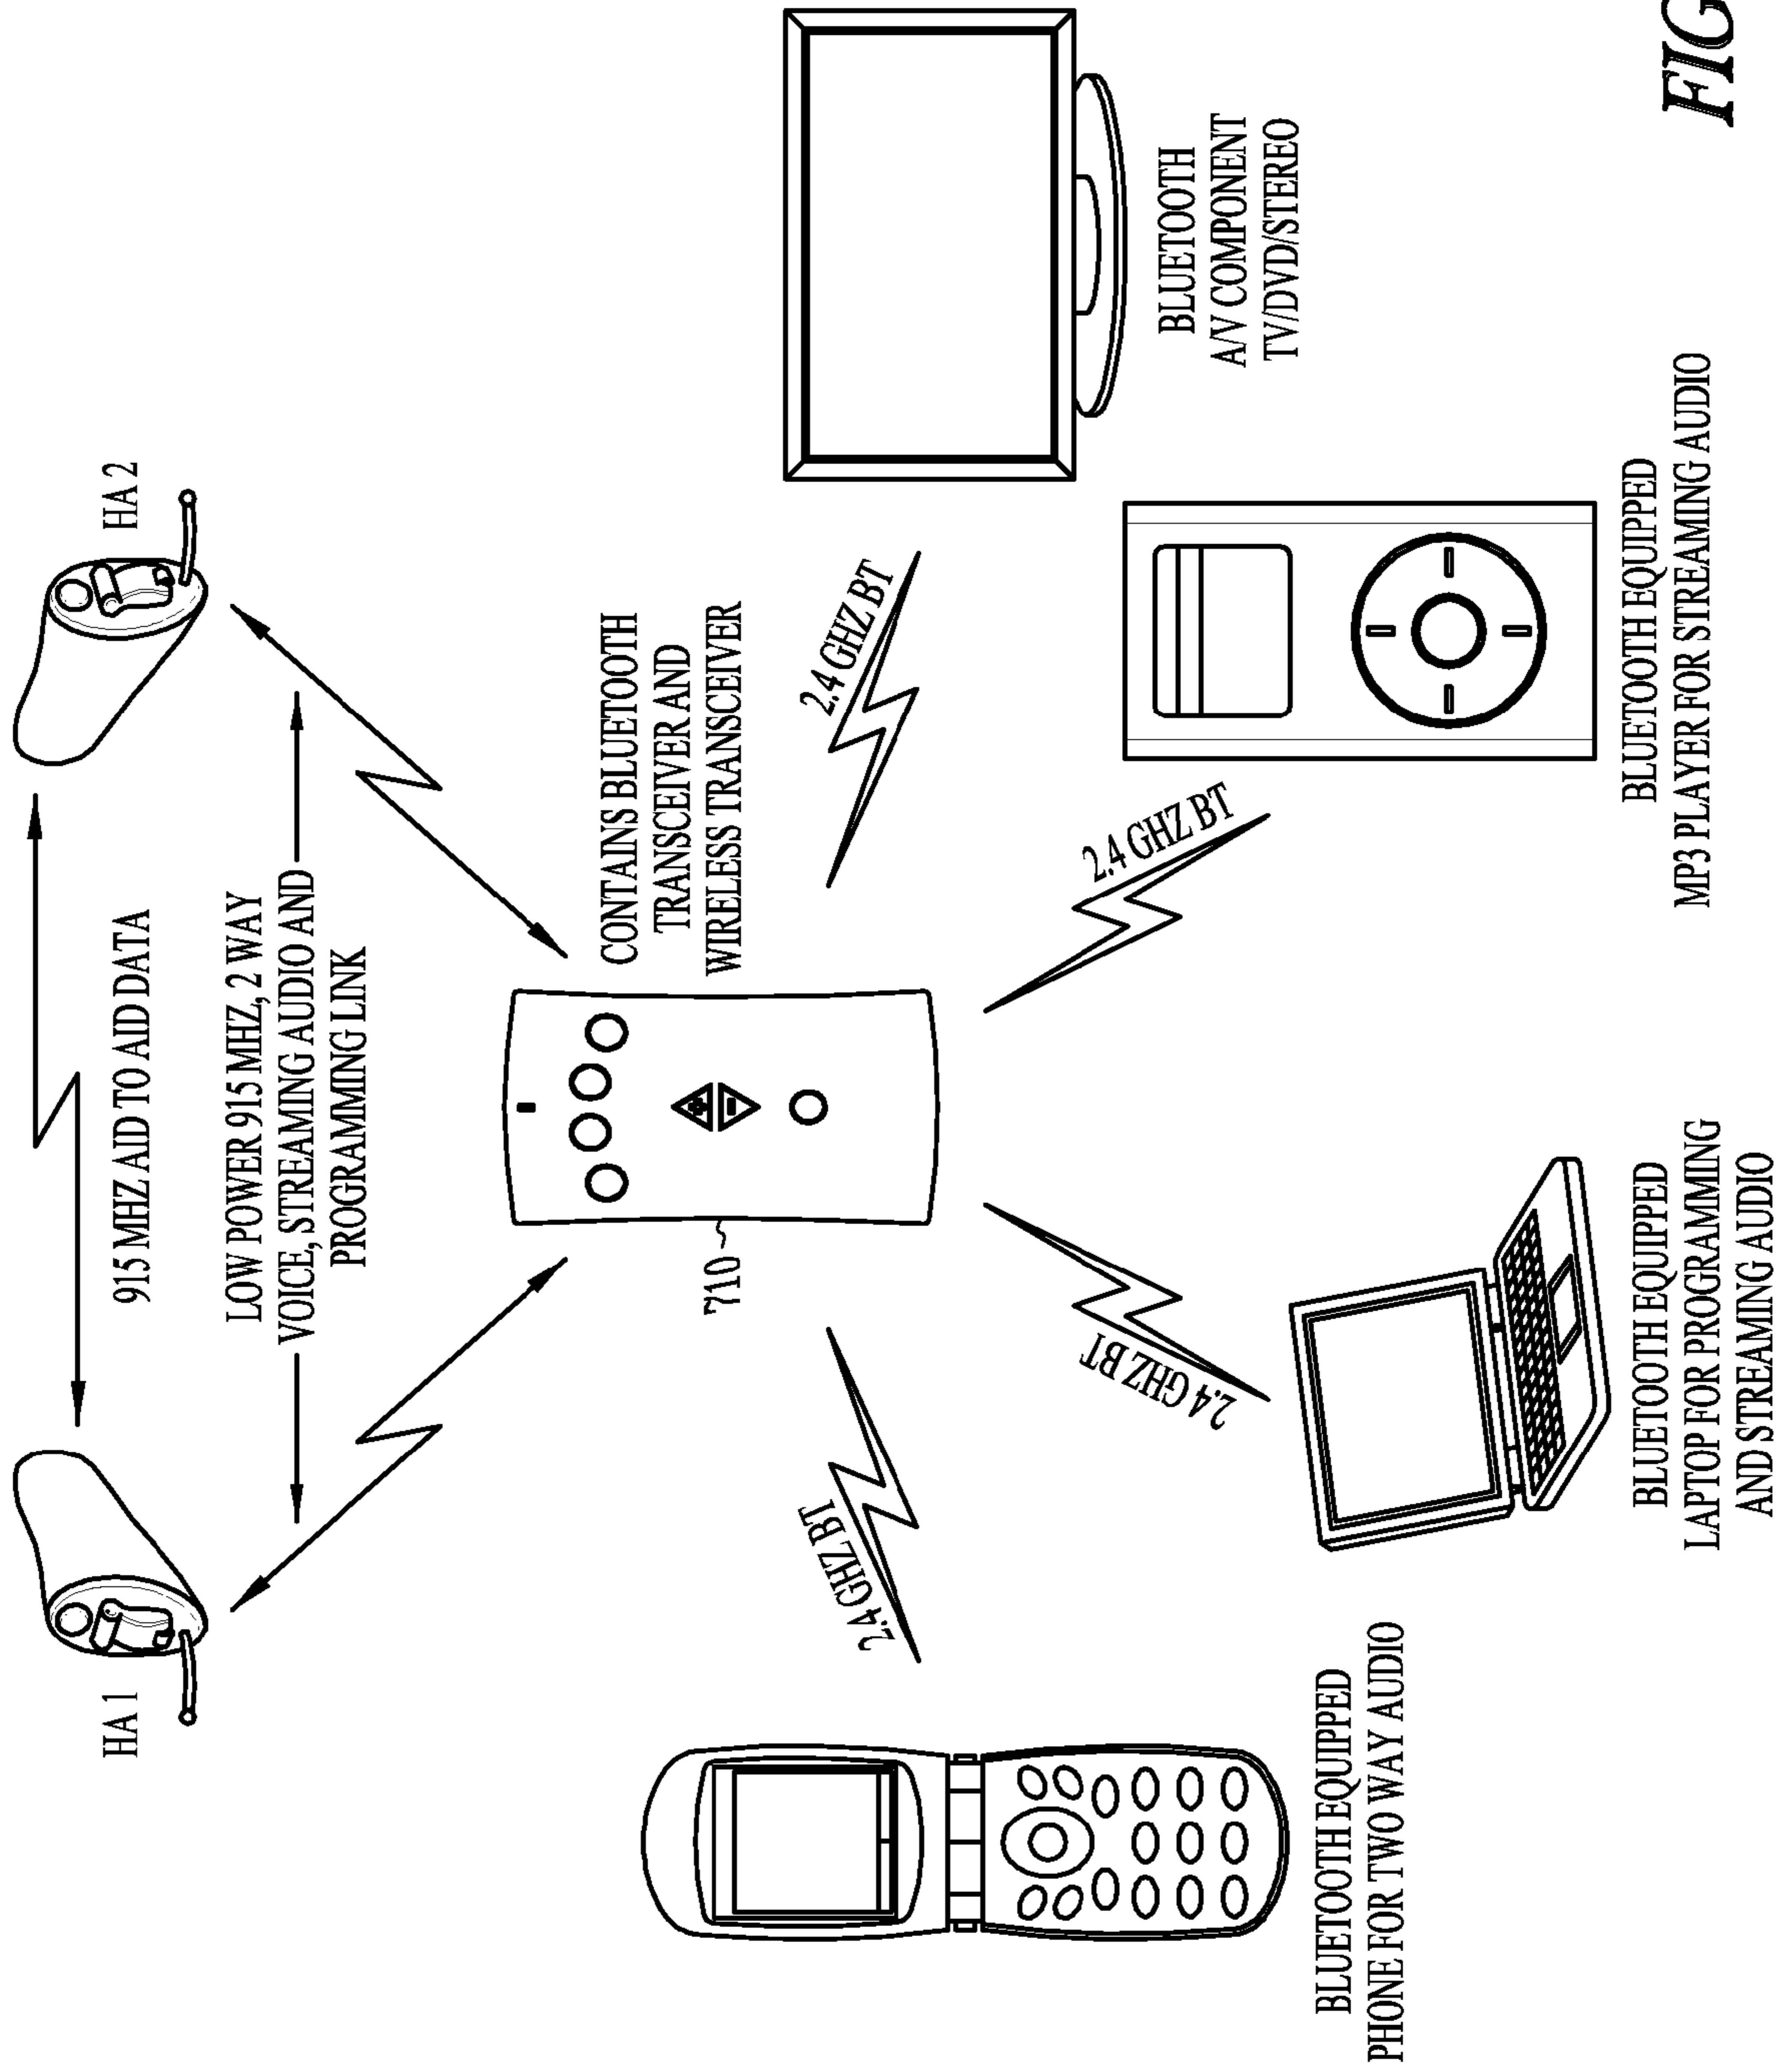 HA 1
HA 2
915 MHZ AID TO AID DATA
LOW POWER 915 MHZ, 2 WAY
VOICE, STREAMING AUDIO AND
PROGRAMMING LINK
710
CONTAINS BLUETOOTH
TRANSCEIVER AND
WIRELESS TRANSCEIVER
2.4 GHZ BT
2.4 GHZ BT
2.4 GHZ BT
2.4 GHZ BT
BLUETOOTH EQUIPPED
PHONE FOR TWO WAY AUDIO
BLUETOOTH EQUIPPED
LAPTOP FOR PROGRAMMING
AND STREAMING AUDIO
BLUETOOTH EQUIPPED
MP3 PLAYER FOR STREAMING AUDIO
BLUETOOTH
A/V COMPONENT
TV/DVD/STEREO
FIG